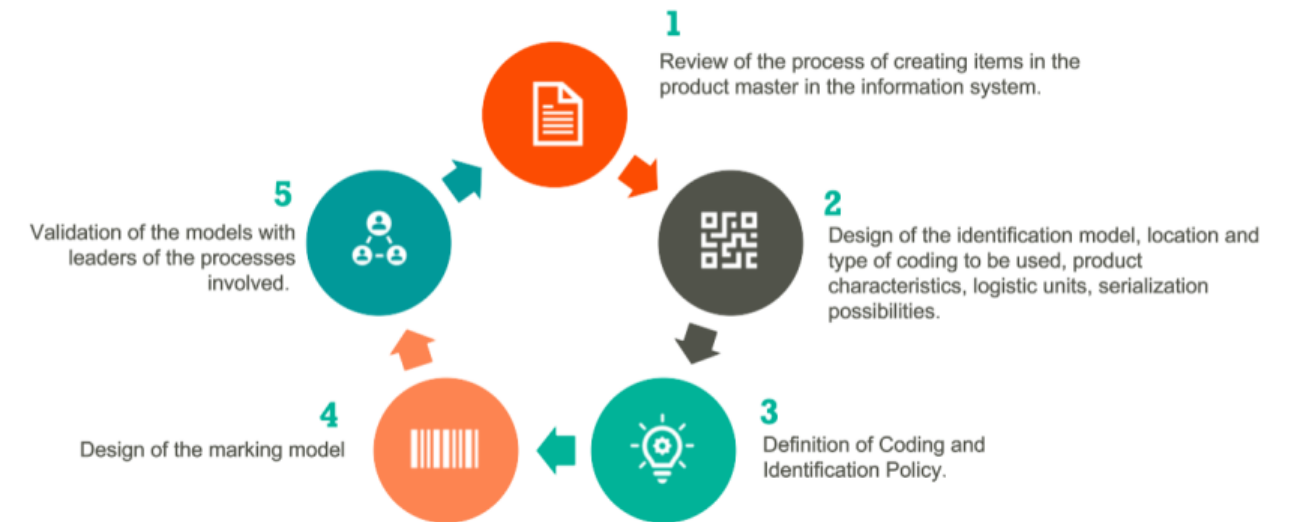 1
Review of the process of creating items in the
product master in the information system.
2
Design of the identification model, location and
type of coding to be used, product
characteristics, logistic units, serialization
possibilities.
3
Definition of Coding and
Identification Policy.
4
Design of the marking model
5
Validation of the models with
leaders of the processes
involved.